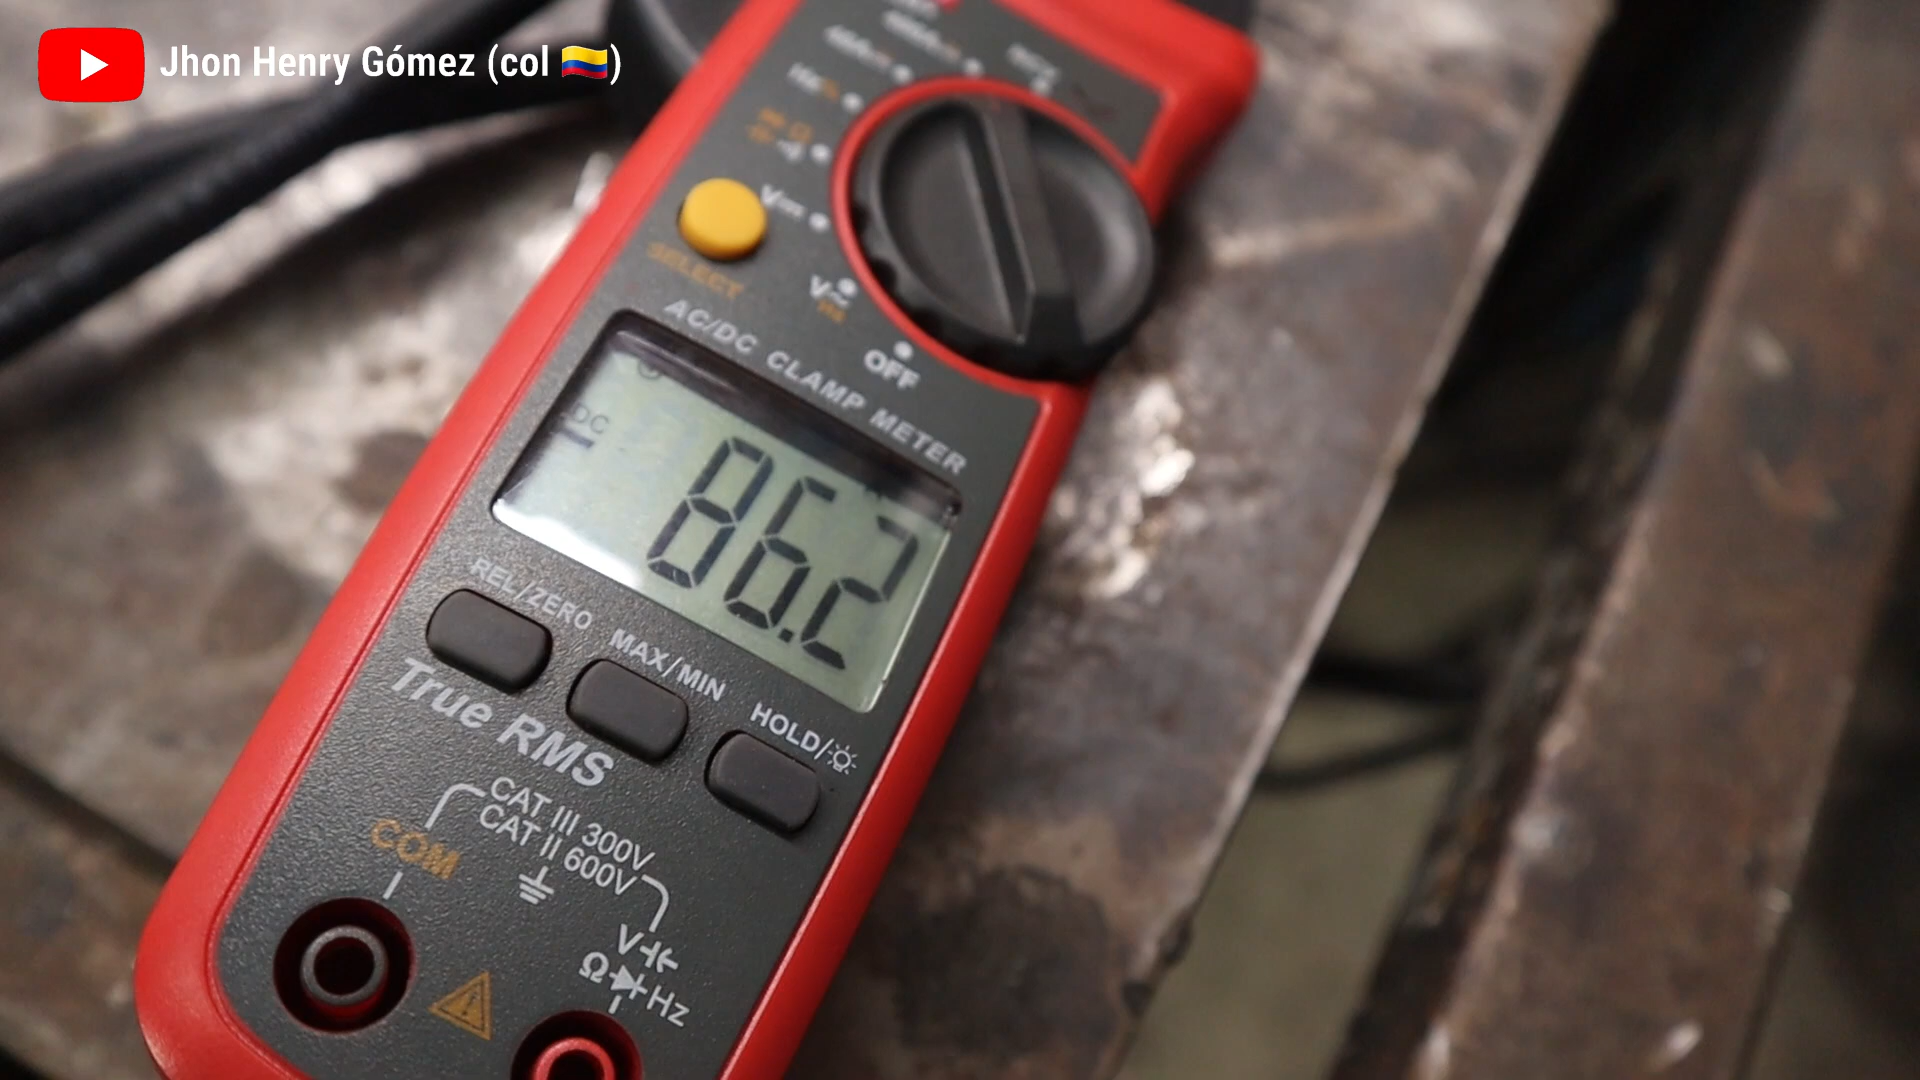 Jhon Henry Gómez (col 🇨🇴)
SELECT
V
V~
Hz
OFF
AC/DC CLAMP METER
DC
-86.2
REL/ZERO
MAX/MIN
HOLD/
True RMS
CAT III 300V
CAT II 600V
COM
V
Ω Hz